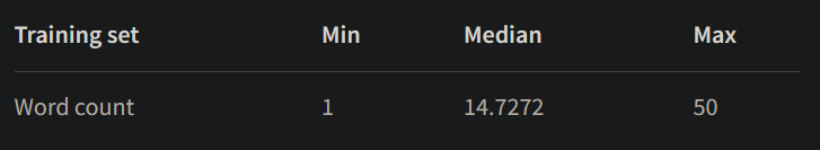 Training set Min Median Max
Word count 1 14.7272 50